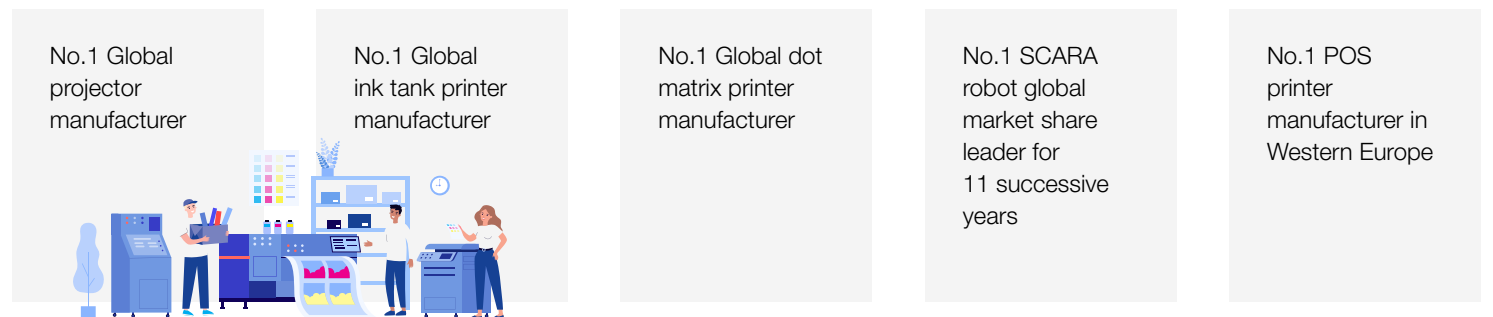 No.1 Global
projector
manufacturer
No.1 Global
ink tank printer
manufacturer
No.1 Global dot
matrix printer
manufacturer
No.1 SCARA
robot global
market share
leader for
11 successive
years
No.1 POS
printer
manufacturer in
Western Europe